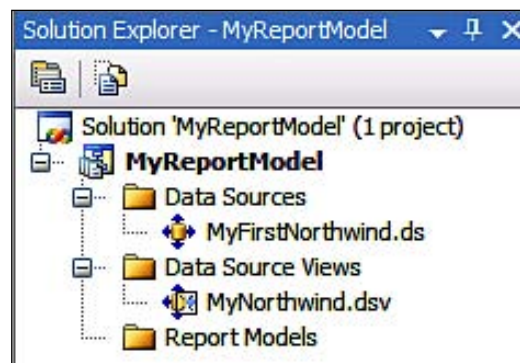 Solution Explorer - MyReportModel
Solution 'MyReportModel' (1 project)
MyReportModel
Data Sources
MyFirstNorthwind.ds
Data Source Views
MyNorthwind.dsv
Report Models